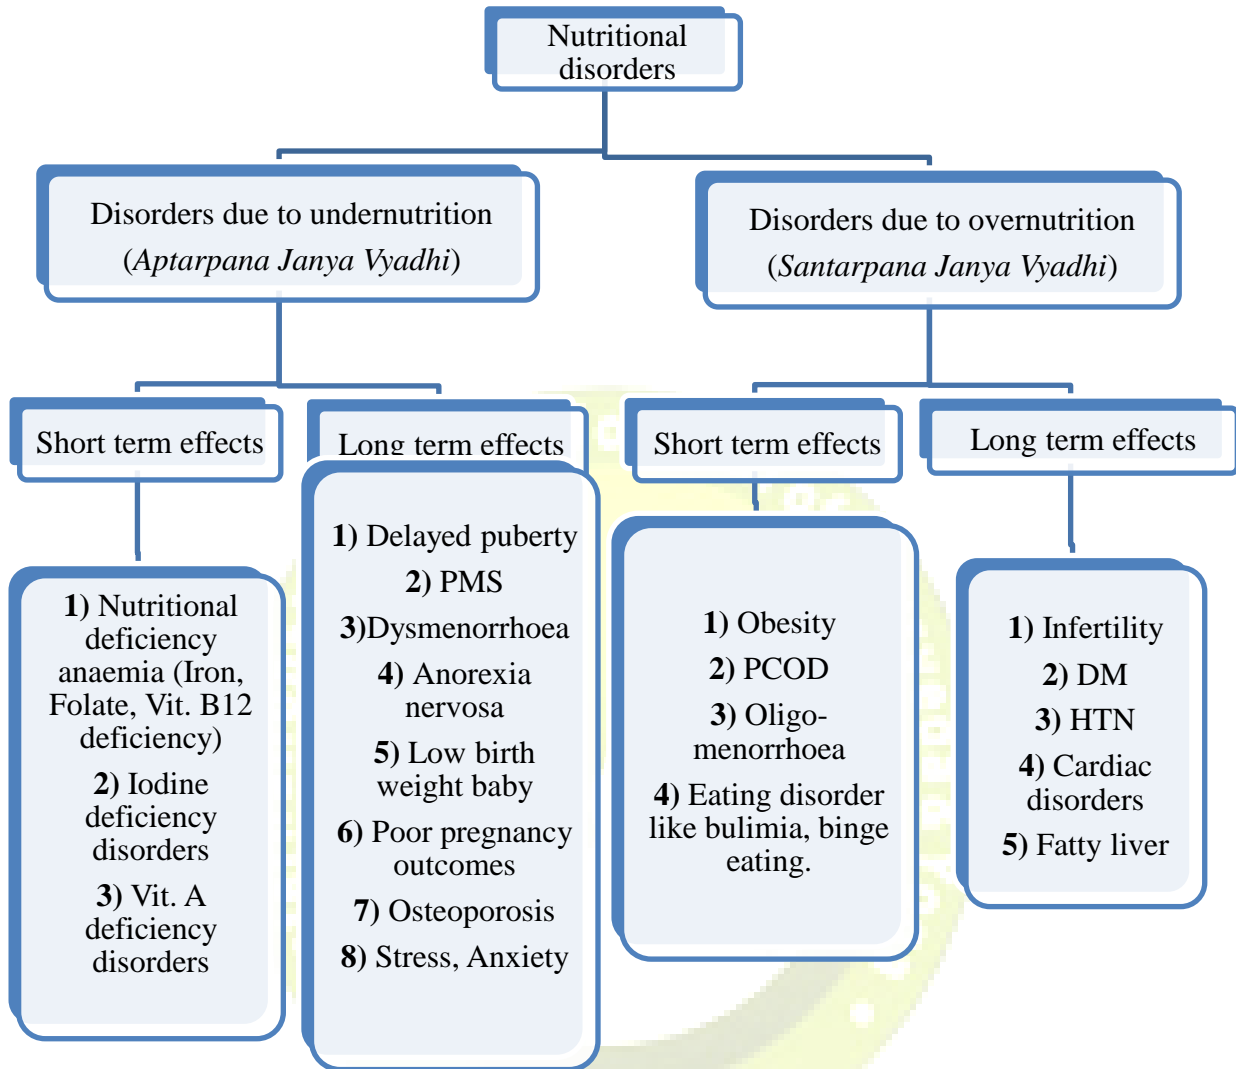 Nutritional
disorders
Disorders due to undernutrition
(Aptarpana Janya Vyadhi)
Disorders due to overnutrition
(Santarpana Janya Vyadhi)
Short term effects
Long term effects
Short term effects
Long term effects
1) Nutritional
deficiency
anaemia (Iron,
Folate, Vit. B12
deficiency)
2) Iodine
deficiency
disorders
3) Vit. A
deficiency
disorders
1) Delayed puberty
2) PMS
3)Dysmenorrhoea
4) Anorexia
nervosa
5) Low birth
weight baby
6) Poor pregnancy
outcomes
7) Osteoporosis
8) Stress, Anxiety
1) Obesity
2) PCOD
3) Oligo-
menorrhoea
4) Eating disorder
like bulimia, binge
eating.
1) Infertility
2) DM
3) HTN
4) Cardiac
disorders
5) Fatty liver